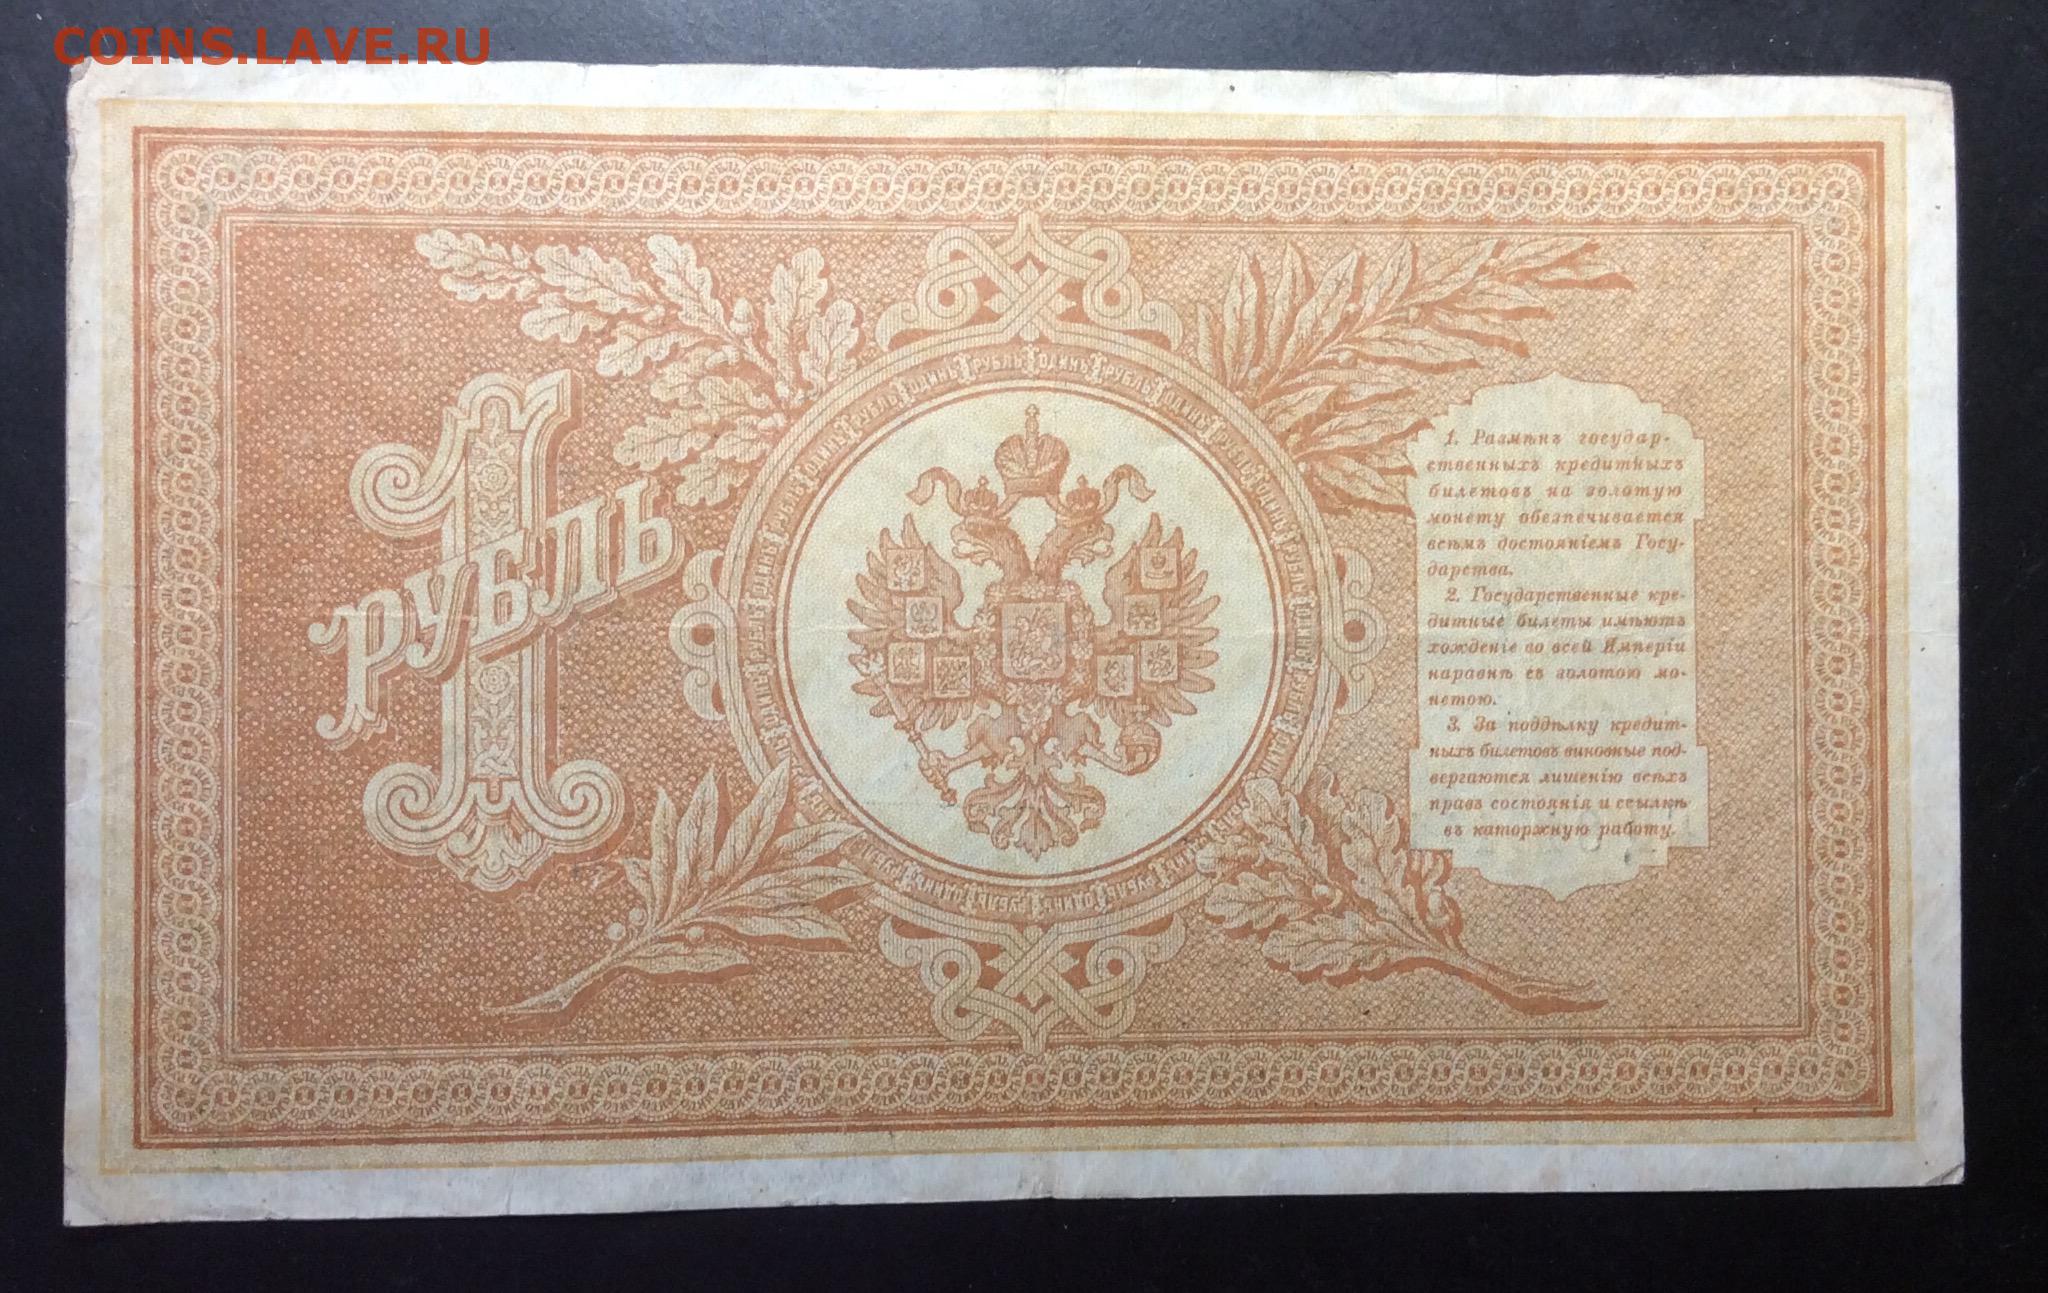 COINS.LAVE.RU
1 РУБЛЬ
1. Размѣнъ государ-
ственныхъ кредитныхъ
билетовъ на золотую
монету обезпечивается
всѣмъ достояніемъ Госу-
дарства.
2. Государственные кре-
дитные билеты имѣютъ
хожденіе во всей Имперіи
наравнѣ съ золотою мо-
нетою.
3. За поддѣлку кредит-
ныхъ билетовъ виновные под-
вергаются лишенію всѣхъ
правъ состоянія и ссылкѣ
въ каторжную работу.